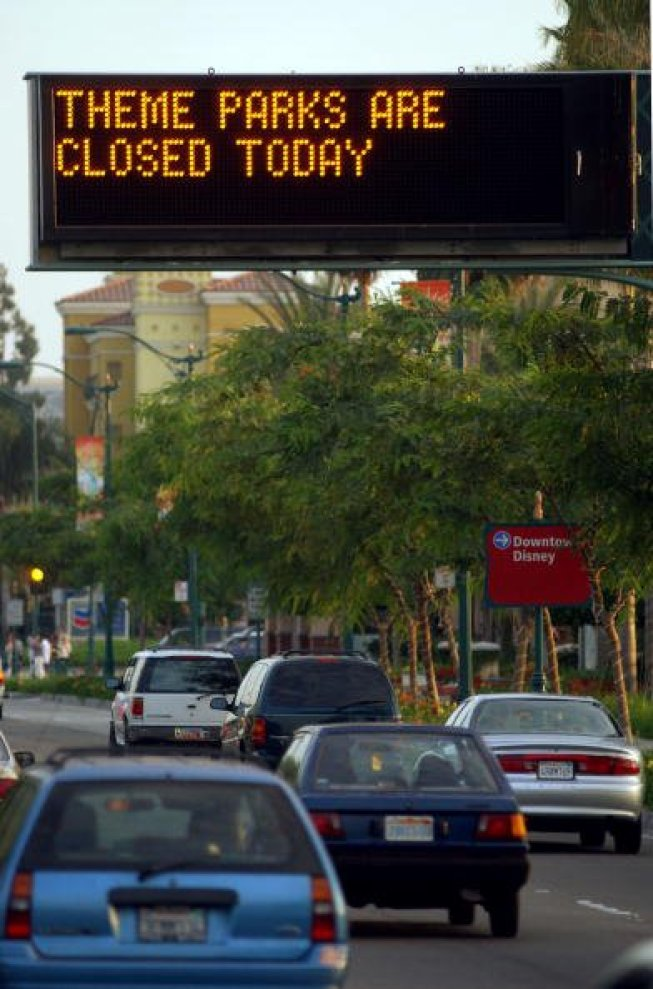 THEME PARKS ARE
CLOSED TODAY
Downtown
Disney